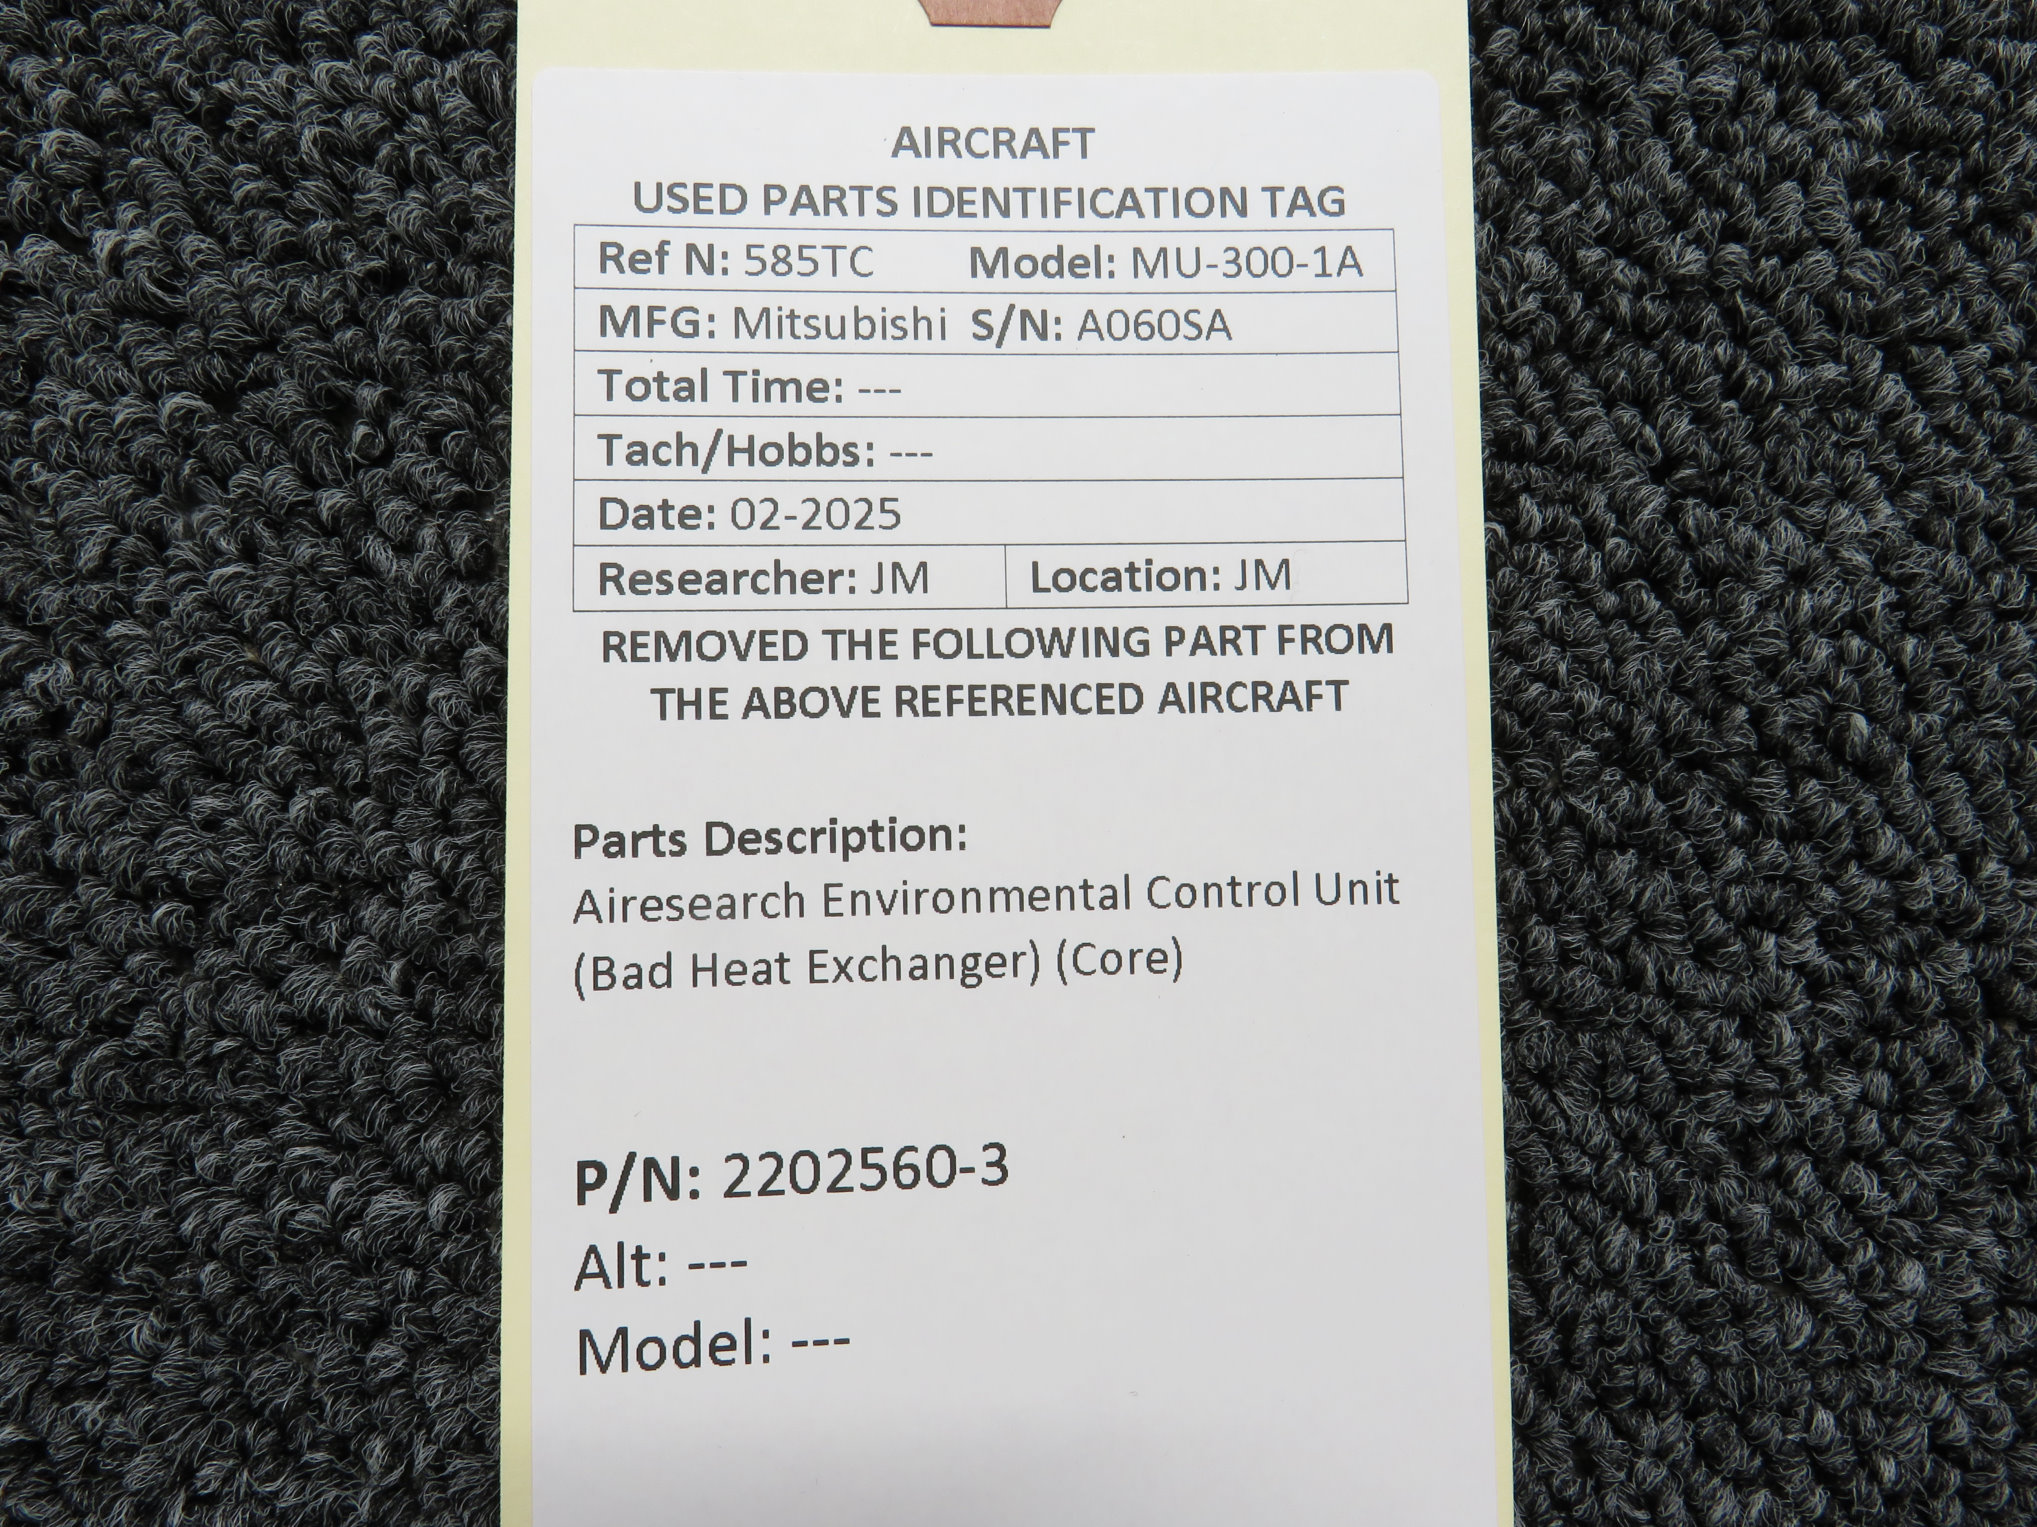 AIRCRAFT
USED PARTS IDENTIFICATION TAG
Ref N: 585TC Model: MU-300-1A
MFG: Mitsubishi S/N: A060SA
Total Time: ---
Tach/Hobbs: ---
Date: 02-2025
Researcher: JM Location: JM
REMOVED THE FOLLOWING PART FROM
THE ABOVE REFERENCED AIRCRAFT
Parts Description:
Airesearch Environmental Control Unit
(Bad Heat Exchanger) (Core)
P/N: 2202560-3
Alt: ---
Model: ---